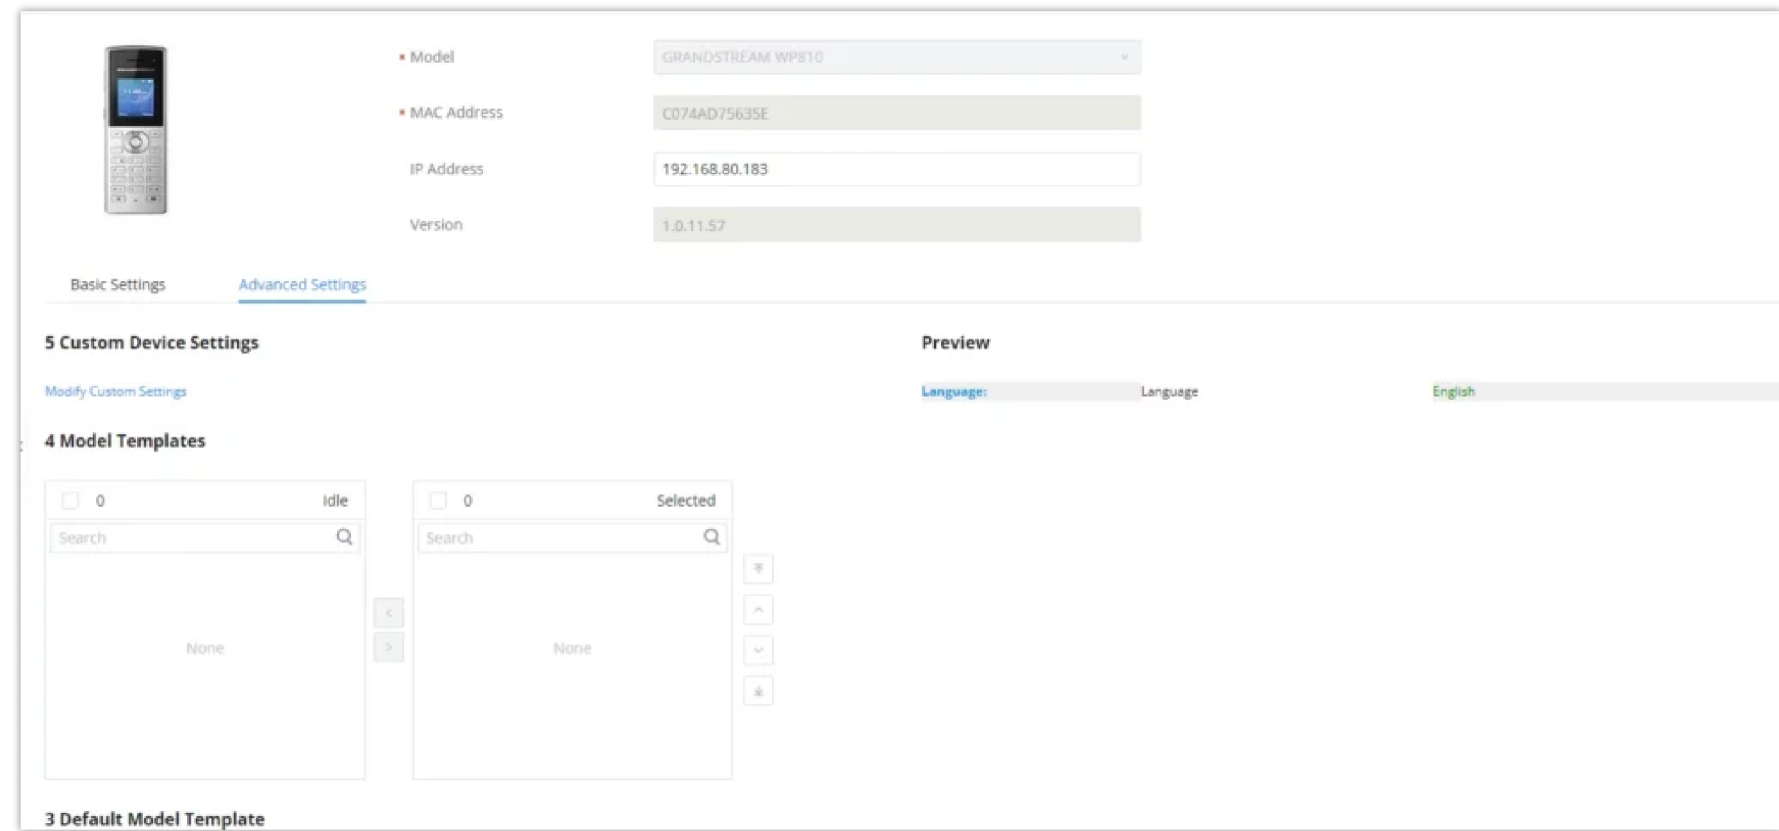 Model
GRANDSTREAM WP810
MAC Address
C074AD75635E
IP Address
192.168.80.183
Version
1.0.11.57
Basic Settings
Advanced Settings
5 Custom Device Settings
Modify Custom Settings
Preview
Language:
Language
English
4 Model Templates
0
Idle
Search
None
<
>
0
Selected
Search
None
3 Default Model Template